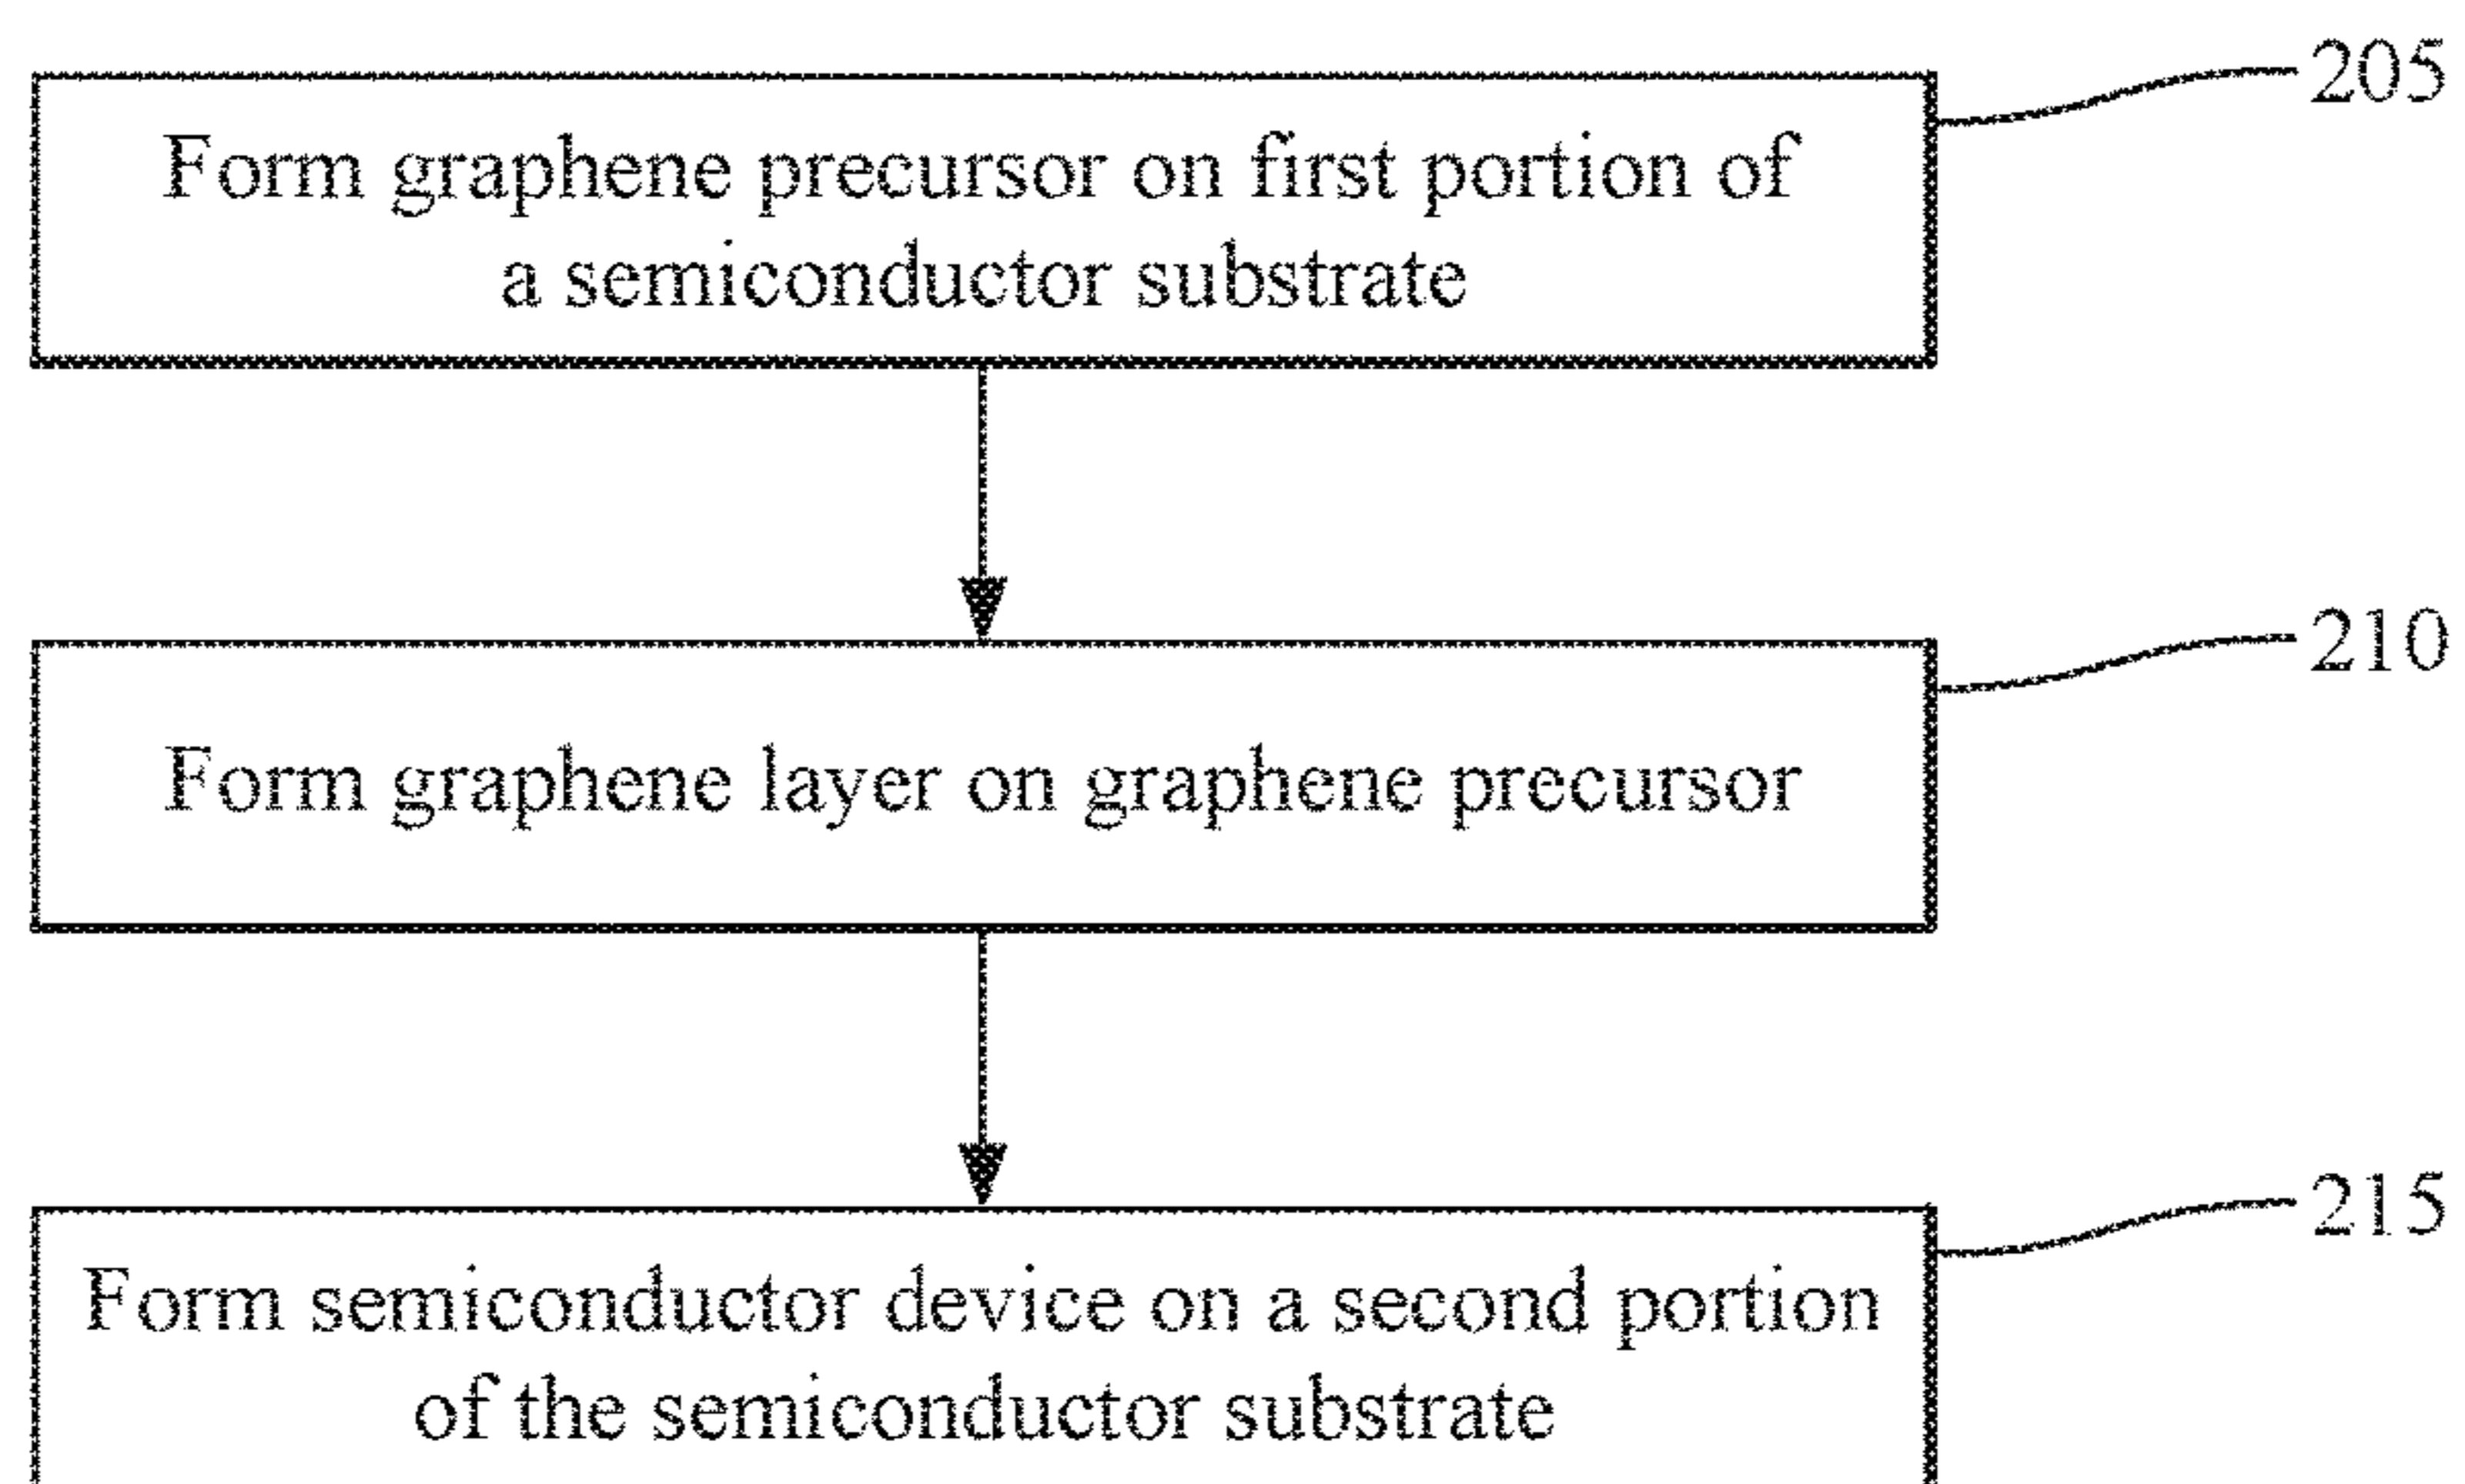 205
Form graphene precursor on first portion of
a semiconductor substrate
210
Form graphene layer on graphene precursor
215
Form semiconductor device on a second portion
of the semiconductor substrate